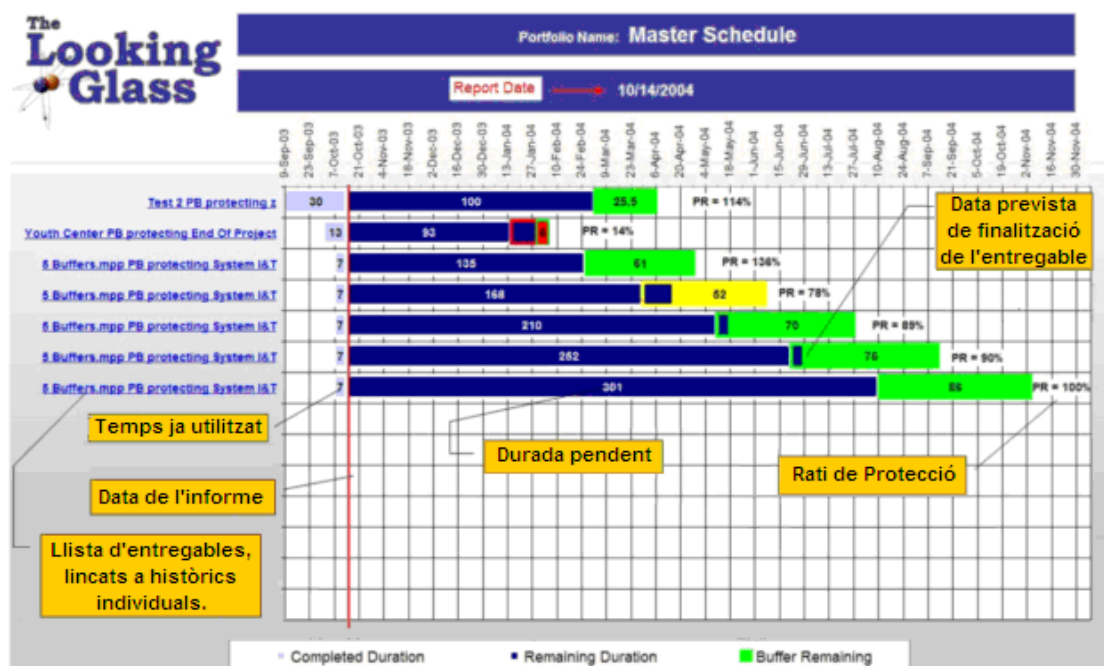 The
Looking
Glass
Portfolio Name: Master Schedule
Report Date 10/14/2004
9-Sep-03
23-Sep-03
7-Oct-03
21-Oct-03
4-Nov-03
18-Nov-03
2-Dec-03
16-Dec-03
30-Dec-03
13-Jan-04
27-Jan-04
10-Feb-04
24-Feb-04
9-Mar-04
23-Mar-04
6-Apr-04
20-Apr-04
4-May-04
18-May-04
1-Jun-04
15-Jun-04
29-Jun-04
13-Jul-04
27-Jul-04
10-Aug-04
24-Aug-04
7-Sep-04
21-Sep-04
5-Oct-04
19-Oct-04
2-Nov-04
16-Nov-04
30-Nov-04
Test 2 PB protecting z 30 100 25,5 PR = 114%
Youth Center PB protecting End Of Project 13 93 PR = 14%
5 Buffers.mpp PB protecting System I&T 7 135 61 PR = 136%
5 Buffers.mpp PB protecting System I&T 7 168 52 PR = 78%
5 Buffers.mpp PB protecting System I&T 7 210 70 PR = 89%
5 Buffers.mpp PB protecting System I&T 7 252 76 PR = 90%
5 Buffers.mpp PB protecting System I&T 7 301 86 PR = 100%
Data prevista
de finalització
de l'entregable
Temps ja utilitzat
Durada pendent
Rati de Protecció
Data de l'informe
Llista d'entregables,
lincats a històrics
individuals.
Completed Duration Remaining Duration Buffer Remaining